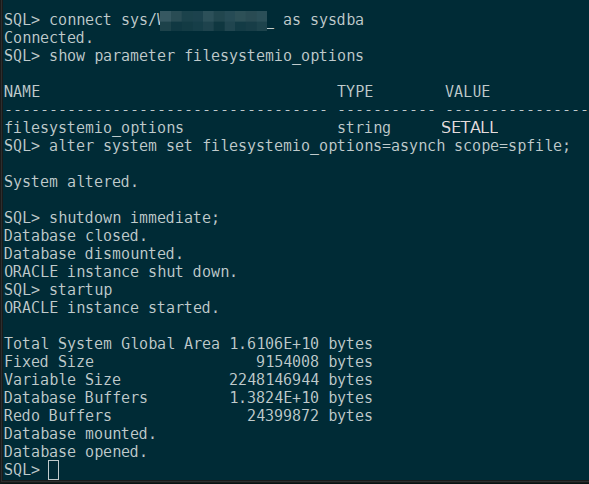 SQL> connect sys/ as sysdba
Connected.
SQL> show parameter filesystemio_options
NAME TYPE VALUE
------------------------------------ ----------- ----------------
filesystemio_options string SETALL
SQL> alter system set filesystemio_options=asynch scope=spfile;
System altered.
SQL> shutdown immediate;
Database closed.
Database dismounted.
ORACLE instance shut down.
SQL> startup
ORACLE instance started.
Total System Global Area 1.6106E+10 bytes
Fixed Size 9154008 bytes
Variable Size 2248146944 bytes
Database Buffers 1.3824E+10 bytes
Redo Buffers 24399872 bytes
Database mounted.
Database opened.
SQL>